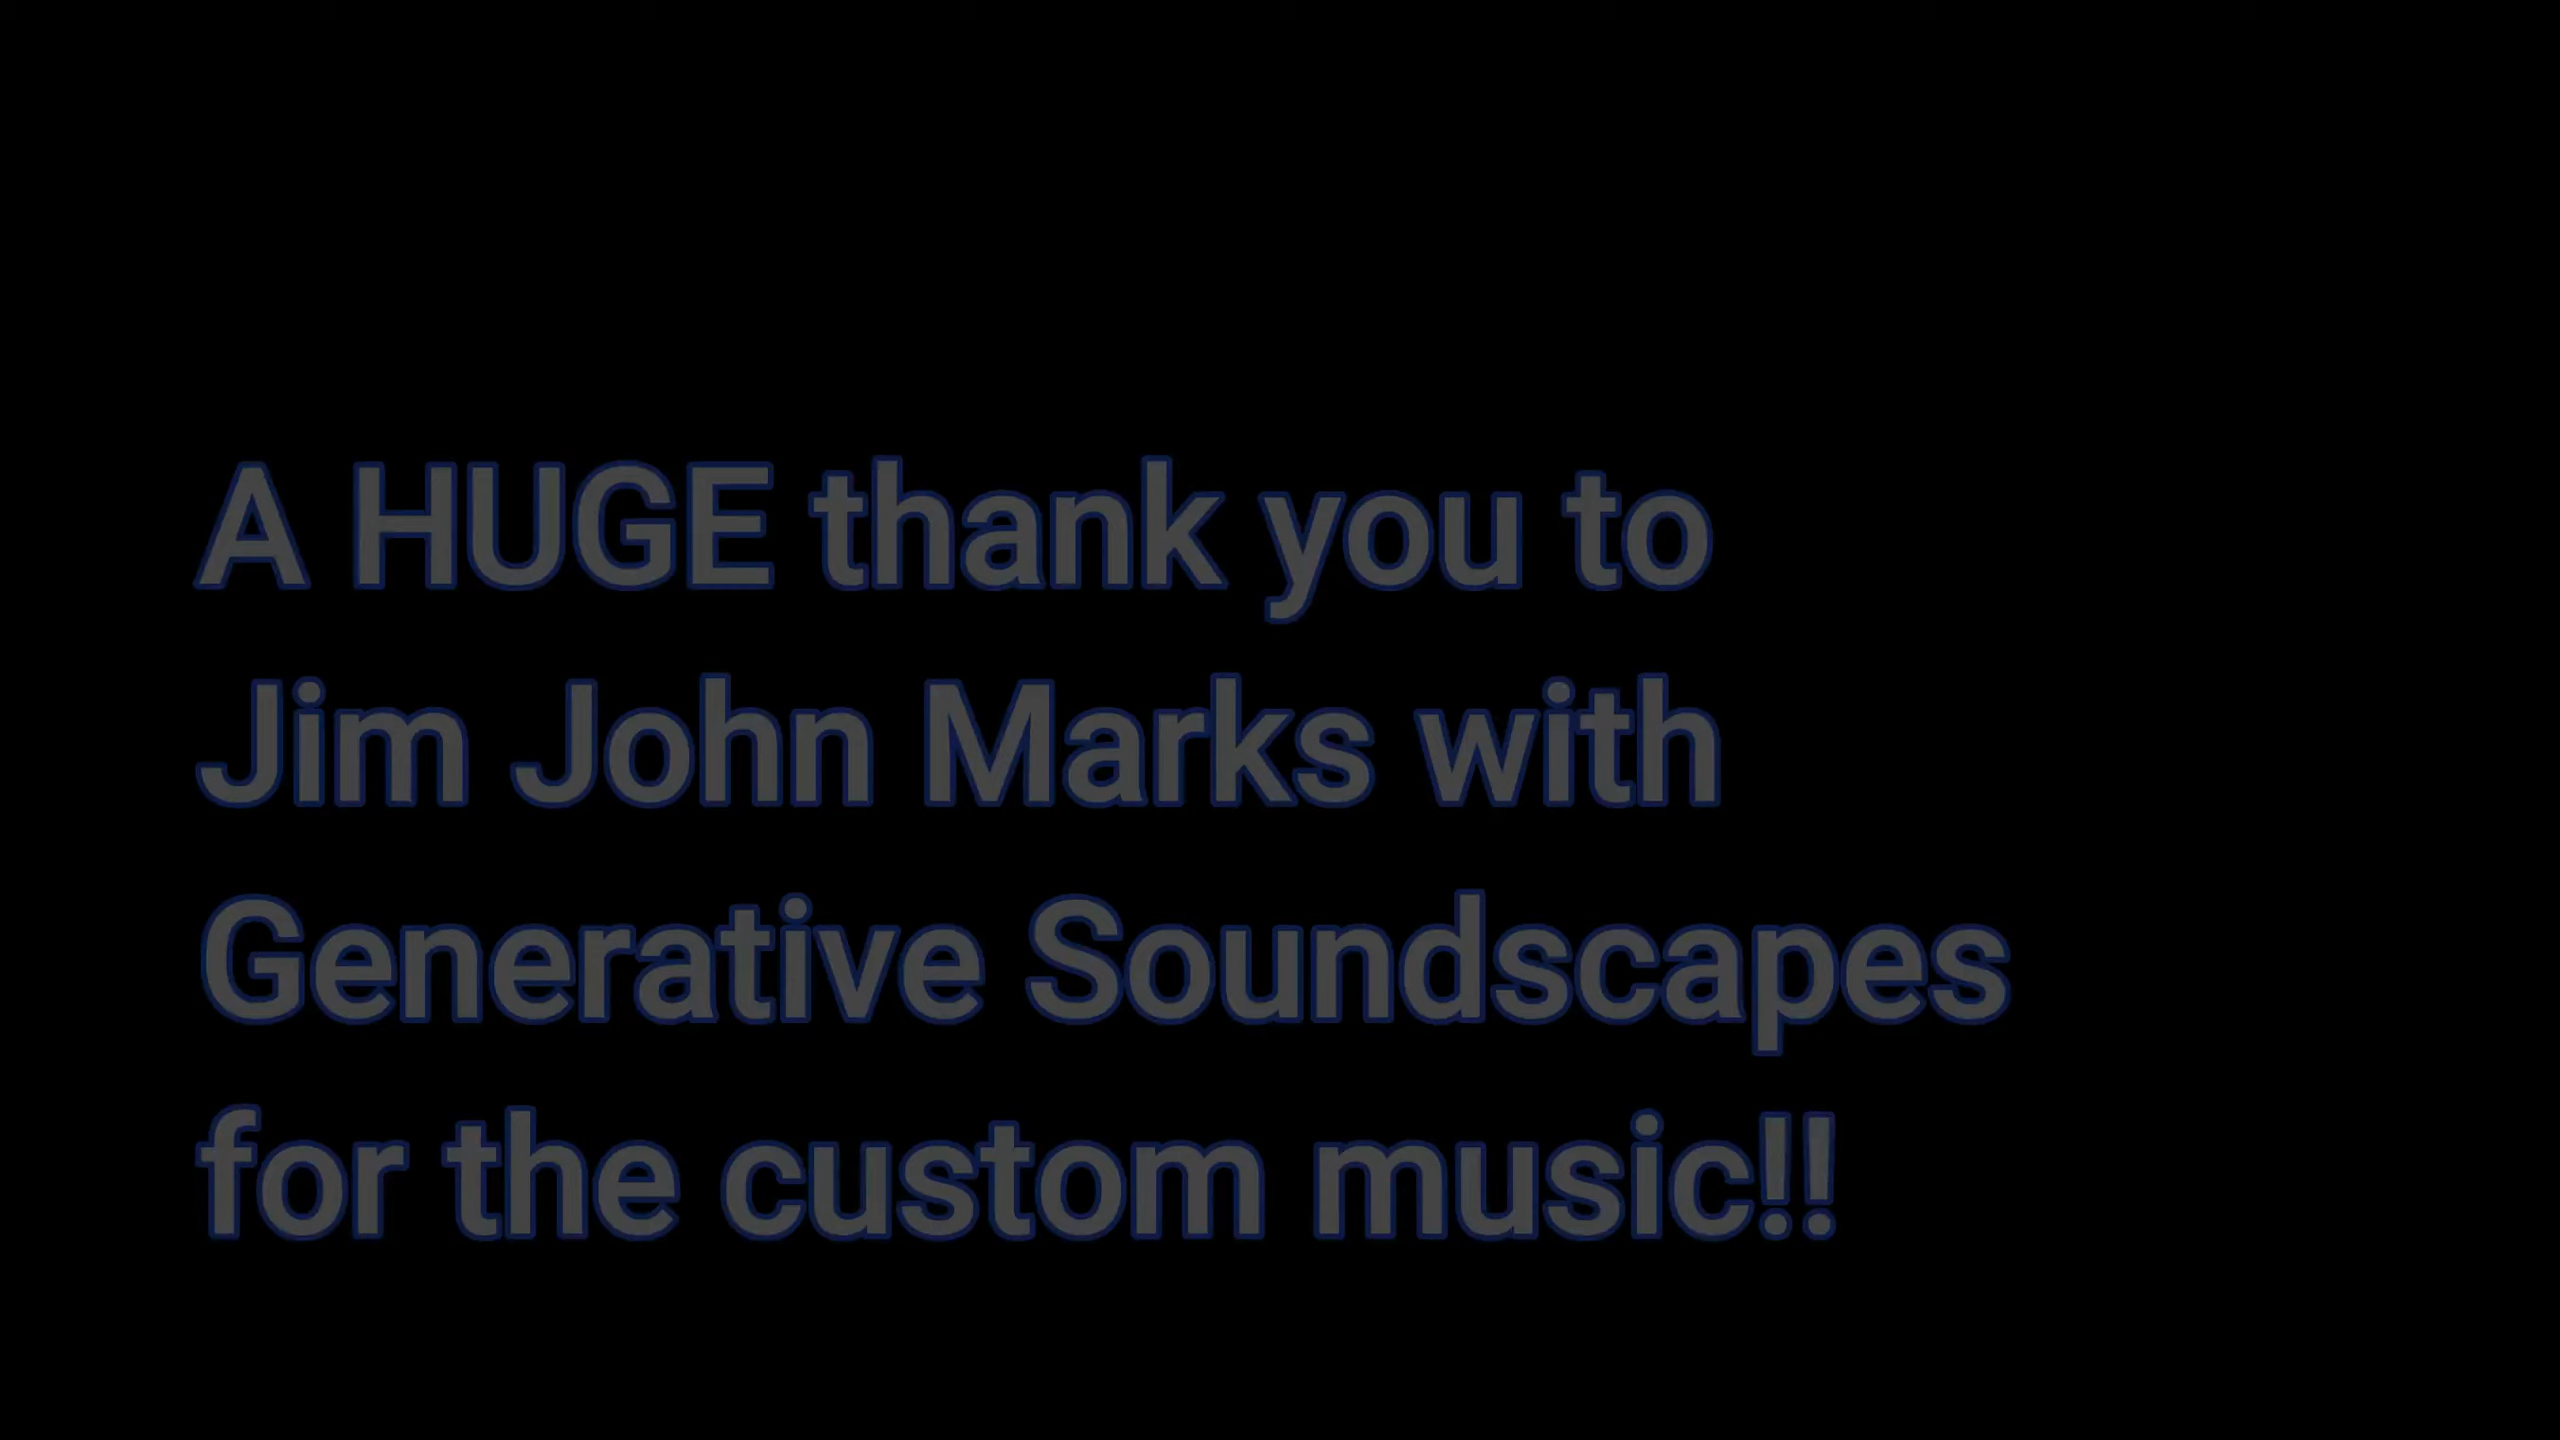 A HUGE thank you to
Jim John Marks with
Generative Soundscapes
for the custom music!!